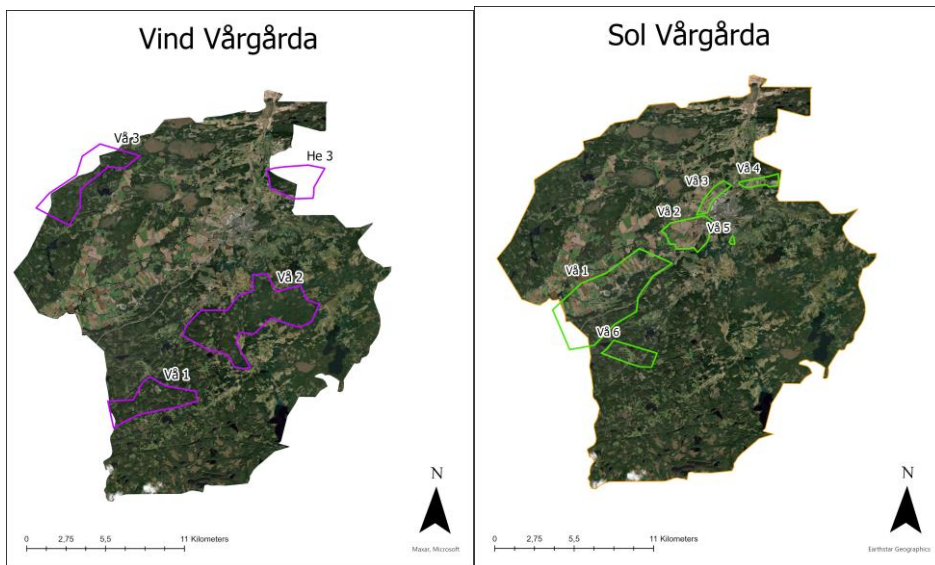 Vind Vårgårda
Vå 3
He 3
Vå 2
Vå 1
N
0 2,75 5,5 11 Kilometers
Maxar, Microsoft
Sol Vårgårda
Vå 4
Vå 3
Vå 2
Vå 5
Vå 1
Vå 6
N
0 2,75 5,5 11 Kilometers
Earthstar Geographics